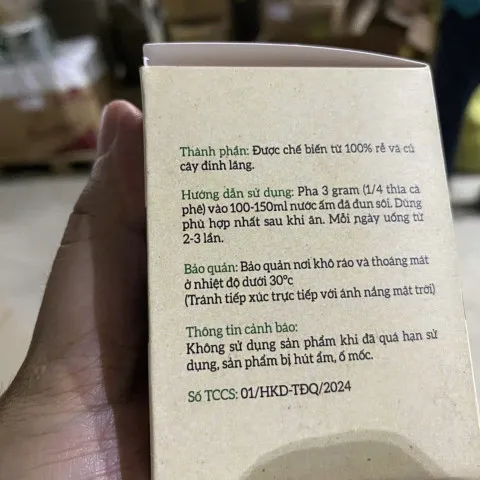 Thành phần: Được chế biến từ 100% rễ và củ
cây đinh lăng.
Hướng dẫn sử dụng: Pha 3 gram (1/4 thìa cà
phê) vào 100-150ml nước ấm đã đun sôi. Dùng
phù hợp nhất sau khi ăn. Mỗi ngày uống từ
2-3 lần.
Bảo quản: Bảo quản nơi khô ráo và thoáng mát
ở nhiệt độ dưới 30°c
(Tránh tiếp xúc trực tiếp với ánh nắng mặt trời)
Thông tin cảnh báo:
Không sử dụng sản phẩm khi đã quá hạn sử
dụng, sản phẩm bị hút ẩm, ố mốc.
Số TCCS: 01/HKD-TĐQ/2024